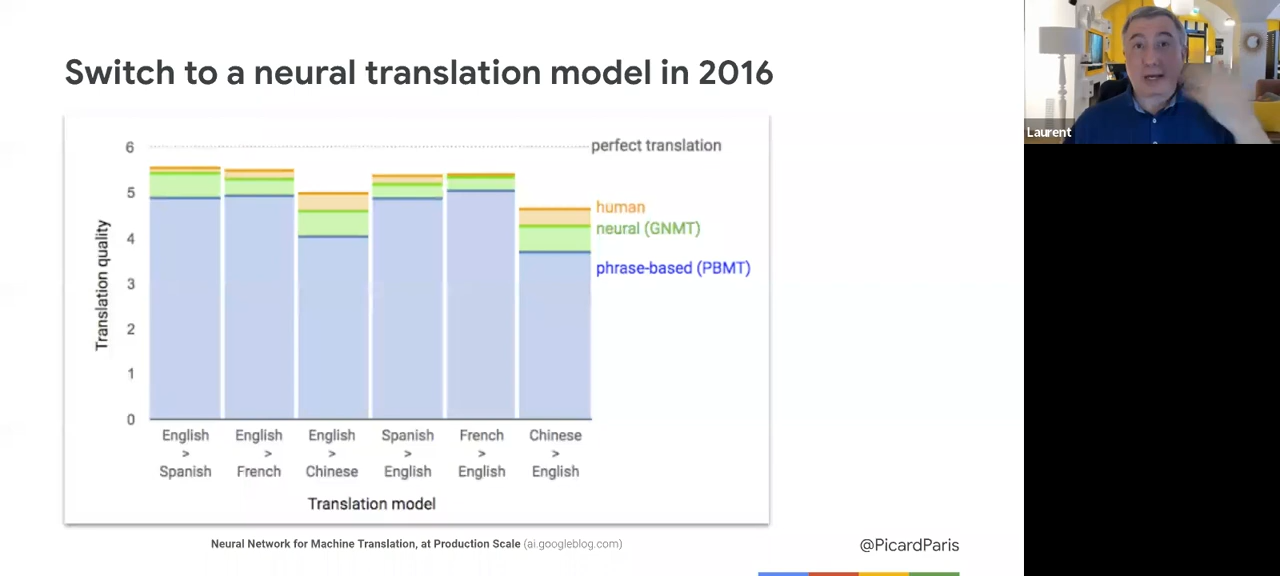 Switch to a neural translation model in 2016
Laurent
6
5
4
3
2
1
0
Translation quality
perfect translation
human
neural (GNMT)
phrase-based (PBMT)
English > Spanish
English > French
English > Chinese
Spanish > English
French > English
Chinese > English
Translation model
Neural Network for Machine Translation, at Production Scale (ai.googleblog.com)
@PicardParis